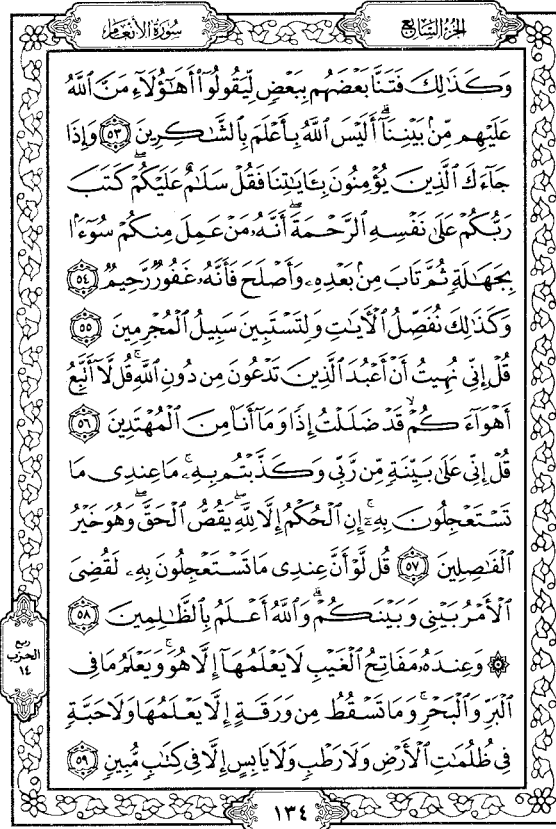 سُورَةُ الأَنْعَامِ
الجُزْءُ السَّابِعُ
وَكَذَٰلِكَ فَتَنَّا بَعْضَهُم بِبَعْضٍ لِّيَقُولُوٓا۟ أَهَٰٓؤُلَآءِ مَنَّ ٱللَّهُ
عَلَيْهِم مِّنۢ بَيْنِنَآ ۗ أَلَيْسَ ٱللَّهُ بِأَعْلَمَ بِٱلشَّٰكِرِينَ ٥٣ وَإِذَا
جَآءَكَ ٱلَّذِينَ يُؤْمِنُونَ بِـَٔايَٰتِنَا فَقُلْ سَلَٰمٌ عَلَيْكُمْ ۖ كَتَبَ
رَبُّكُمْ عَلَىٰ نَفْسِهِ ٱلرَّحْمَةَ ۖ أَنَّهُۥ مَنْ عَمِلَ مِنكُمْ سُوٓءًۢا
بِجَهَٰلَةٍ ثُمَّ تَابَ مِنۢ بَعْدِهِۦ وَأَصْلَحَ فَأَنَّهُۥ غَفُورٌ رَّحِيمٌ ٥٤
وَكَذَٰلِكَ نُفَصِّلُ ٱلْـَٔايَٰتِ وَلِتَسْتَبِينَ سَبِيلُ ٱلْمُجْرِمِينَ ٥٥
قُلْ إِنِّى نُهِيتُ أَنْ أَعْبُدَ ٱلَّذِينَ تَدْعُونَ مِن دُونِ ٱللَّهِ ۚ قُل لَّآ أَتَّبِعُ
أَهْوَآءَكُمْ ۙ قَدْ ضَلَلْتُ إِذًا وَمَآ أَنَا۠ مِنَ ٱلْمُهْتَدِينَ ٥٦
قُلْ إِنِّى عَلَىٰ بَيِّنَةٍ مِّن رَّبِّى وَكَذَّبْتُم بِهِۦ ۚ مَا عِندِى مَا
تَسْتَعْجِلُونَ بِهِۦٓ ۚ إِنِ ٱلْحُكْمُ إِلَّا لِلَّهِ ۖ يَقُصُّ ٱلْحَقَّ ۖ وَهُوَ خَيْرُ
ٱلْفَٰصِلِينَ ٥٧ قُل لَّوْ أَنَّ عِندِى مَا تَسْتَعْجِلُونَ بِهِۦ لَقُضِىَ
ٱلْأَمْرُ بَيْنِى وَبَيْنَكُمْ ۗ وَٱللَّهُ أَعْلَمُ بِٱلظَّٰلِمِينَ ٥٨
۞ وَعِندَهُۥ مَفَاتِحُ ٱلْغَيْبِ لَا يَعْلَمُهَآ إِلَّا هُوَ ۚ وَيَعْلَمُ مَا فِى
ٱلْبَرِّ وَٱلْبَحْرِ ۚ وَمَا تَسْقُطُ مِن وَرَقَةٍ إِلَّا يَعْلَمُهَا وَلَا حَبَّةٍ
فِى ظُلُمَٰتِ ٱلْأَرْضِ وَلَا رَطْبٍ وَلَا يَابِسٍ إِلَّا فِى كِتَٰبٍ مُّبِينٍ ٥٩
ربع
الحزب
١٤
١٣٤